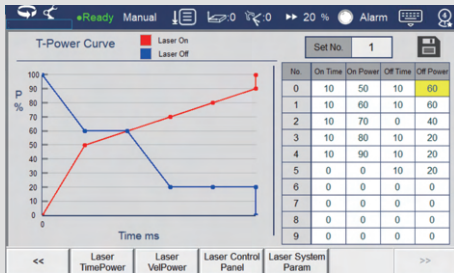 Ready Manual :0 :0 20 % Alarm
T-Power Curve
Laser On
Laser Off
Set No. 1
P
%
100
90
80
70
60
50
40
30
20
10
0
0
Time ms
No. On Time On Power Off Time Off Power
0 10 50 10 60
1 10 60 10 60
2 10 70 0 40
3 10 80 10 20
4 10 90 10 20
5 0 0 10 20
6 0 0 0 0
7 0 0 0 0
8 0 0 0 0
9 0 0 0 0
<< Laser TimePower Laser VelPower Laser Control Panel Laser System Param >>